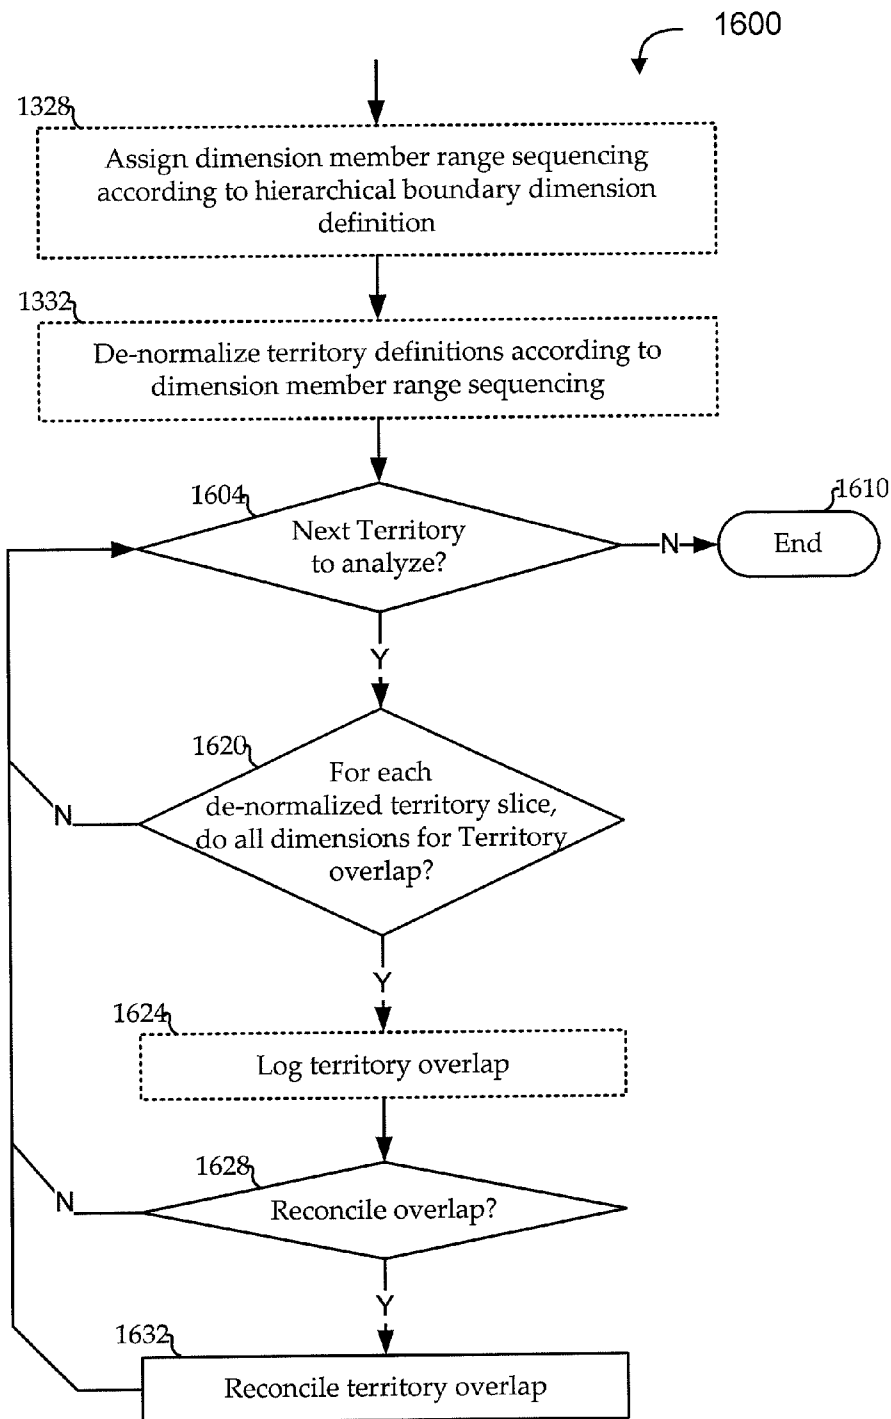 1600
1328
Assign dimension member range sequencing
according to hierarchical boundary dimension
definition
1332
De-normalize territory definitions according to
dimension member range sequencing
1604
Next Territory
to analyze?
N
1610
End
Y
1620
For each
de-normalized territory slice,
do all dimensions for Territory
overlap?
N
Y
1624
Log territory overlap
1628
Reconcile overlap?
N
Y
1632
Reconcile territory overlap